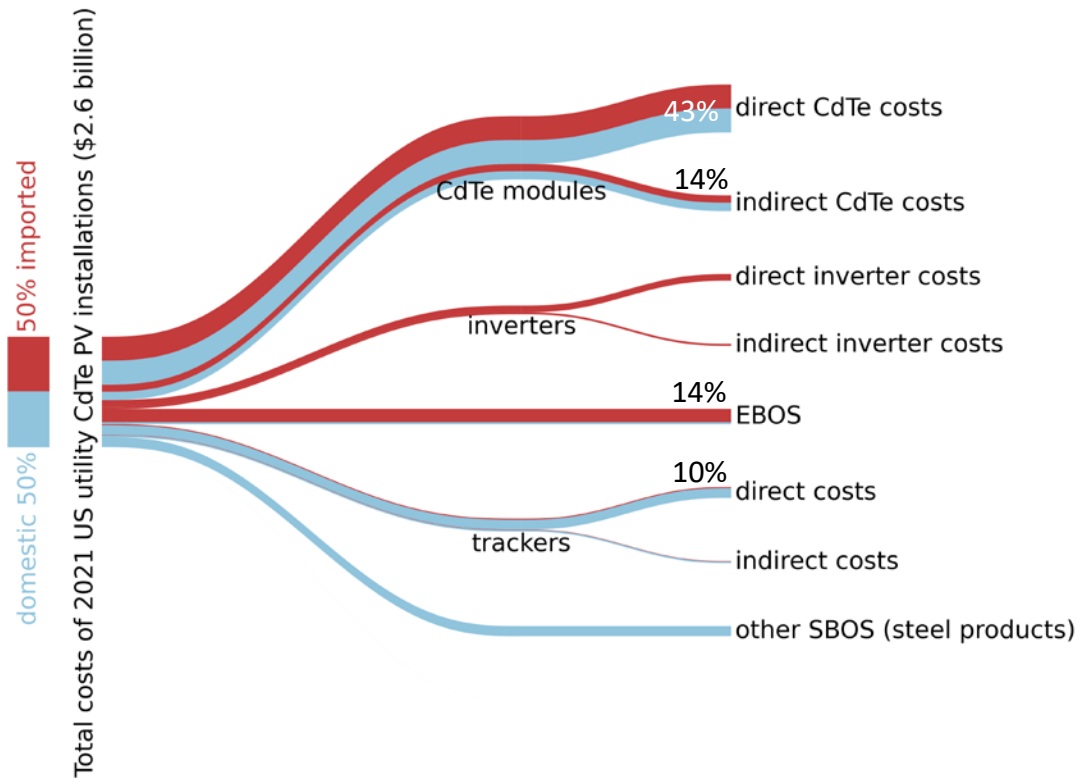 50% imported
domestic 50%
Total costs of 2021 US utility CdTe PV installations ($2.6 billion)
43%
direct CdTe costs
CdTe modules
14%
indirect CdTe costs
direct inverter costs
inverters
indirect inverter costs
14%
EBOS
10%
direct costs
trackers
indirect costs
other SBOS (steel products)